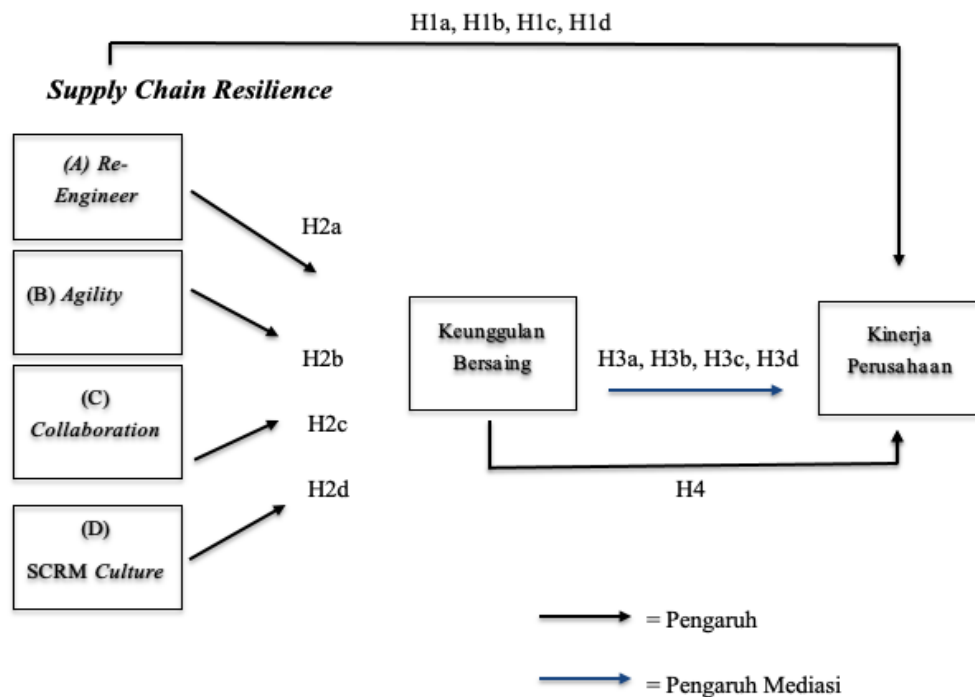 H1a, H1b, H1c, H1d
Supply Chain Resilience
(A) Re-
Engineer
H2a
(B) Agility
Keunggulan
Bersaing
Kinerja
Perusahaan
H2b
H3a, H3b, H3c, H3d
(C)
Collaboration
H2c
H2d
H4
(D)
SCRM Culture
= Pengaruh
= Pengaruh Mediasi